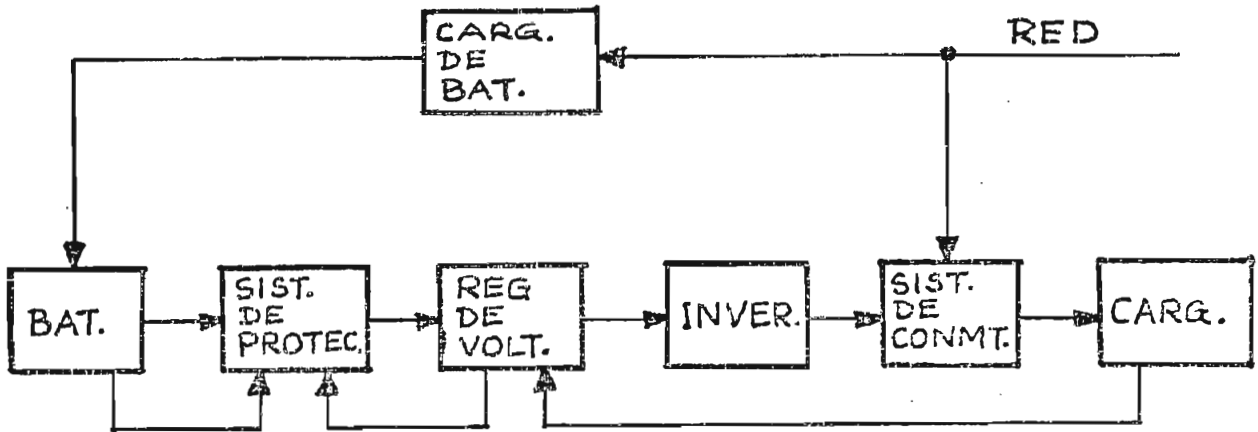 CARG.
DE
BAT.
RED
BAT.
SIST.
DE
PROTEC.
REG
DE
VOLT.
INVER.
SIST.
DE
CONMT.
CARG.